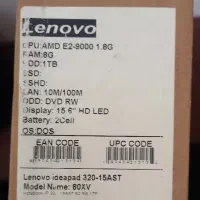 Lenovo
CPU:AMD E2-9000 1.8G
RAM:8G
HDD:1TB
SSD:
SSHD:
LAN: 10M/100M
ODD: DVD RW
Display: 15.6" HD LED
Battery: 2Cell
OS:DOS
EAN CODE UPC CODE
Lenovo ideapad 320-15AST
Model Name: 80XV